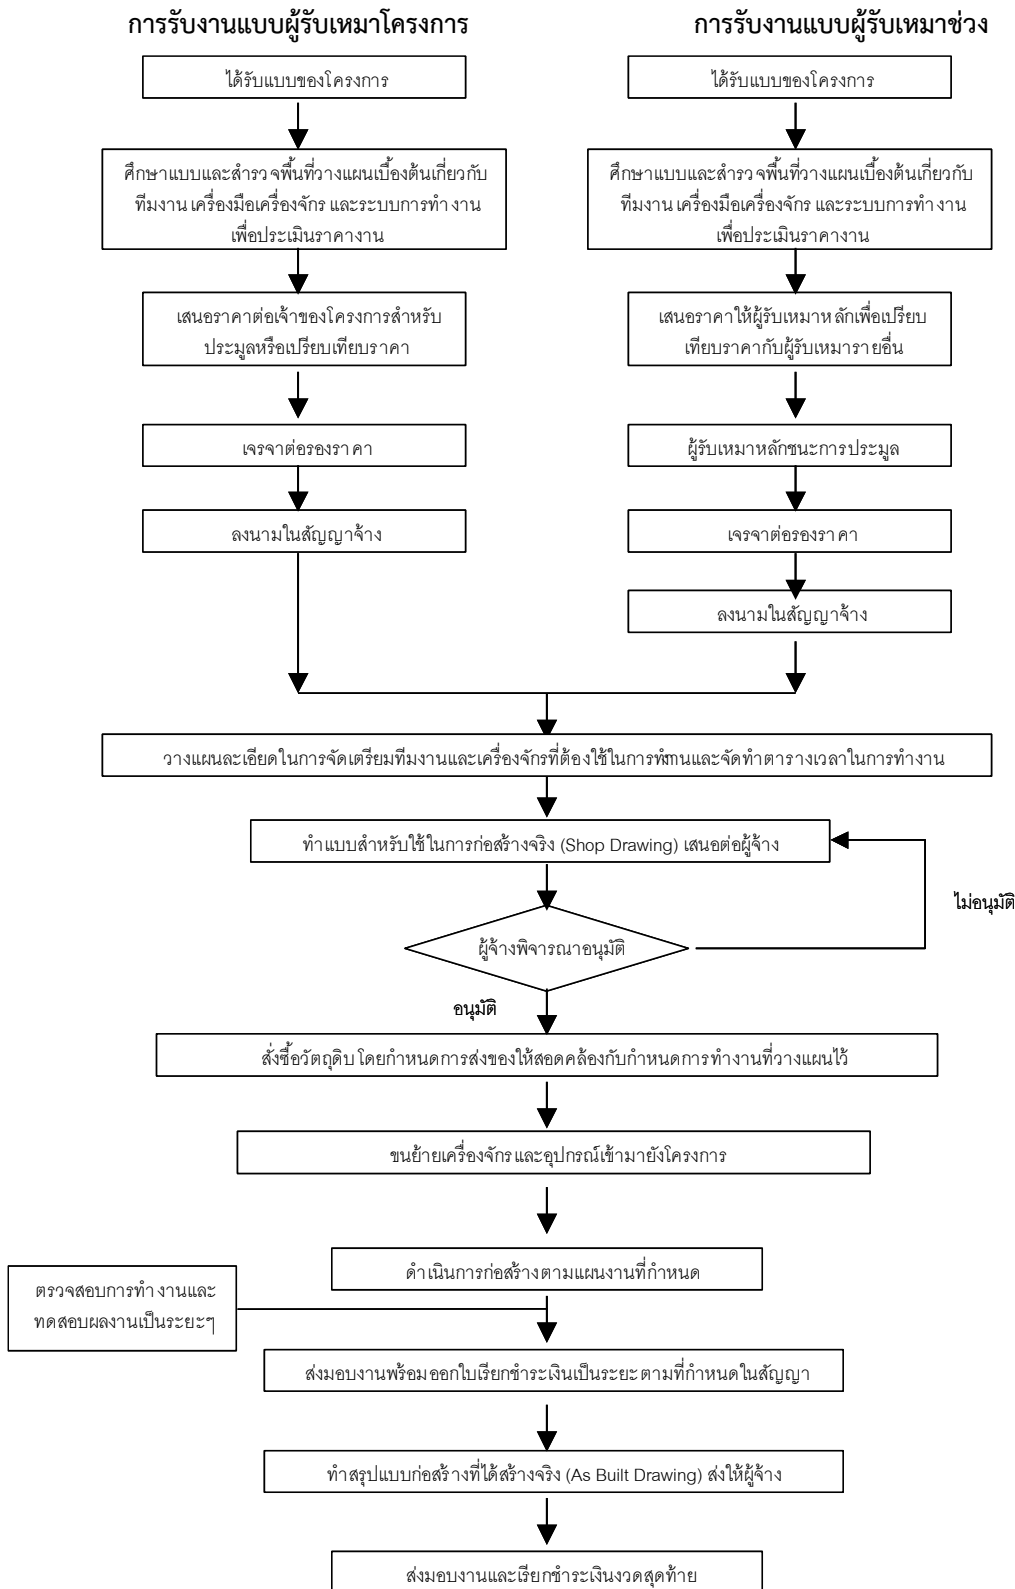 การรับงานแบบผู้รับเหมาโครงการ
การรับงานแบบผู้รับเหมาช่วง
ได้รับแบบของโครงการ
ได้รับแบบของโครงการ
ศึกษาแบบและสำรวจพื้นที่วางแผนเบื้องต้นเกี่ยวกับ
ทีมงาน เครื่องมือเครื่องจักร และระบบการทำงาน
เพื่อประเมินราคางาน
ศึกษาแบบและสำรวจพื้นที่วางแผนเบื้องต้นเกี่ยวกับ
ทีมงาน เครื่องมือเครื่องจักร และระบบการทำงาน
เพื่อประเมินราคางาน
เสนอราคาต่อเจ้าของโครงการสำหรับ
ประมูลหรือเปรียบเทียบราคา
เสนอราคาให้ผู้รับเหมาหลักเพื่อเปรียบ
เทียบราคากับผู้รับเหมารายอื่น
เจรจาต่อรองราคา
ผู้รับเหมาหลักชนะการประมูล
ลงนามในสัญญาจ้าง
เจรจาต่อรองราคา
ลงนามในสัญญาจ้าง
วางแผนละเอียดในการจัดเตรียมทีมงานและเครื่องจักรที่ต้องใช้ในการทำงานและจัดทำตารางเวลาในการทำงาน
ทำแบบสำหรับใช้ในการก่อสร้างจริง (Shop Drawing) เสนอต่อผู้จ้าง
ไม่อนุมัติ
ผู้จ้างพิจารณาอนุมัติ
อนุมัติ
สั่งซื้อวัตถุดิบ โดยกำหนดการส่งของให้สอดคล้องกับกำหนดการทำงานที่วางแผนไว้
ขนย้ายเครื่องจักรและอุปกรณ์เข้ามายังโครงการ
ดำเนินการก่อสร้างตามแผนงานที่กำหนด
ตรวจสอบการทำงานและ
ทดสอบผลงานเป็นระยะๆ
ส่งมอบงานพร้อมออกใบเรียกชำระเงินเป็นระยะตามที่กำหนดในสัญญา
ทำสรุปแบบก่อสร้างที่ได้สร้างจริง (As Built Drawing) ส่งให้ผู้จ้าง
ส่งมอบงานและเรียกชำระเงินงวดสุดท้าย